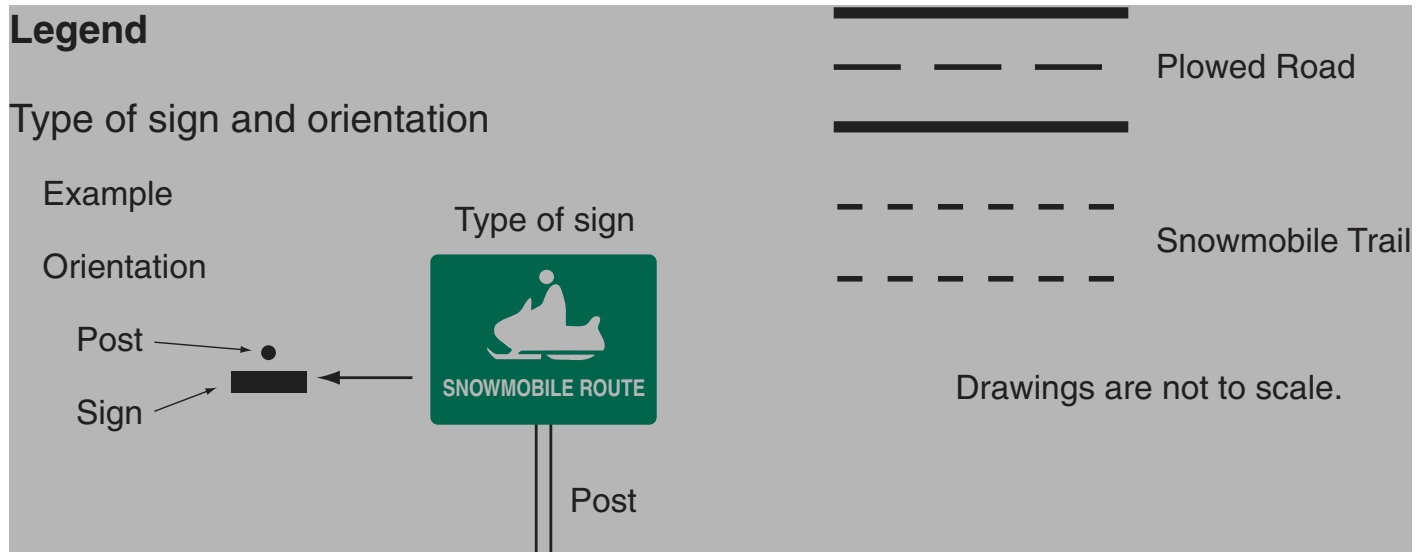 Legend
Type of sign and orientation
Example
Orientation
Post
Sign
Type of sign
SNOWMOBILE ROUTE
Post
Plowed Road
Snowmobile Trail
Drawings are not to scale.